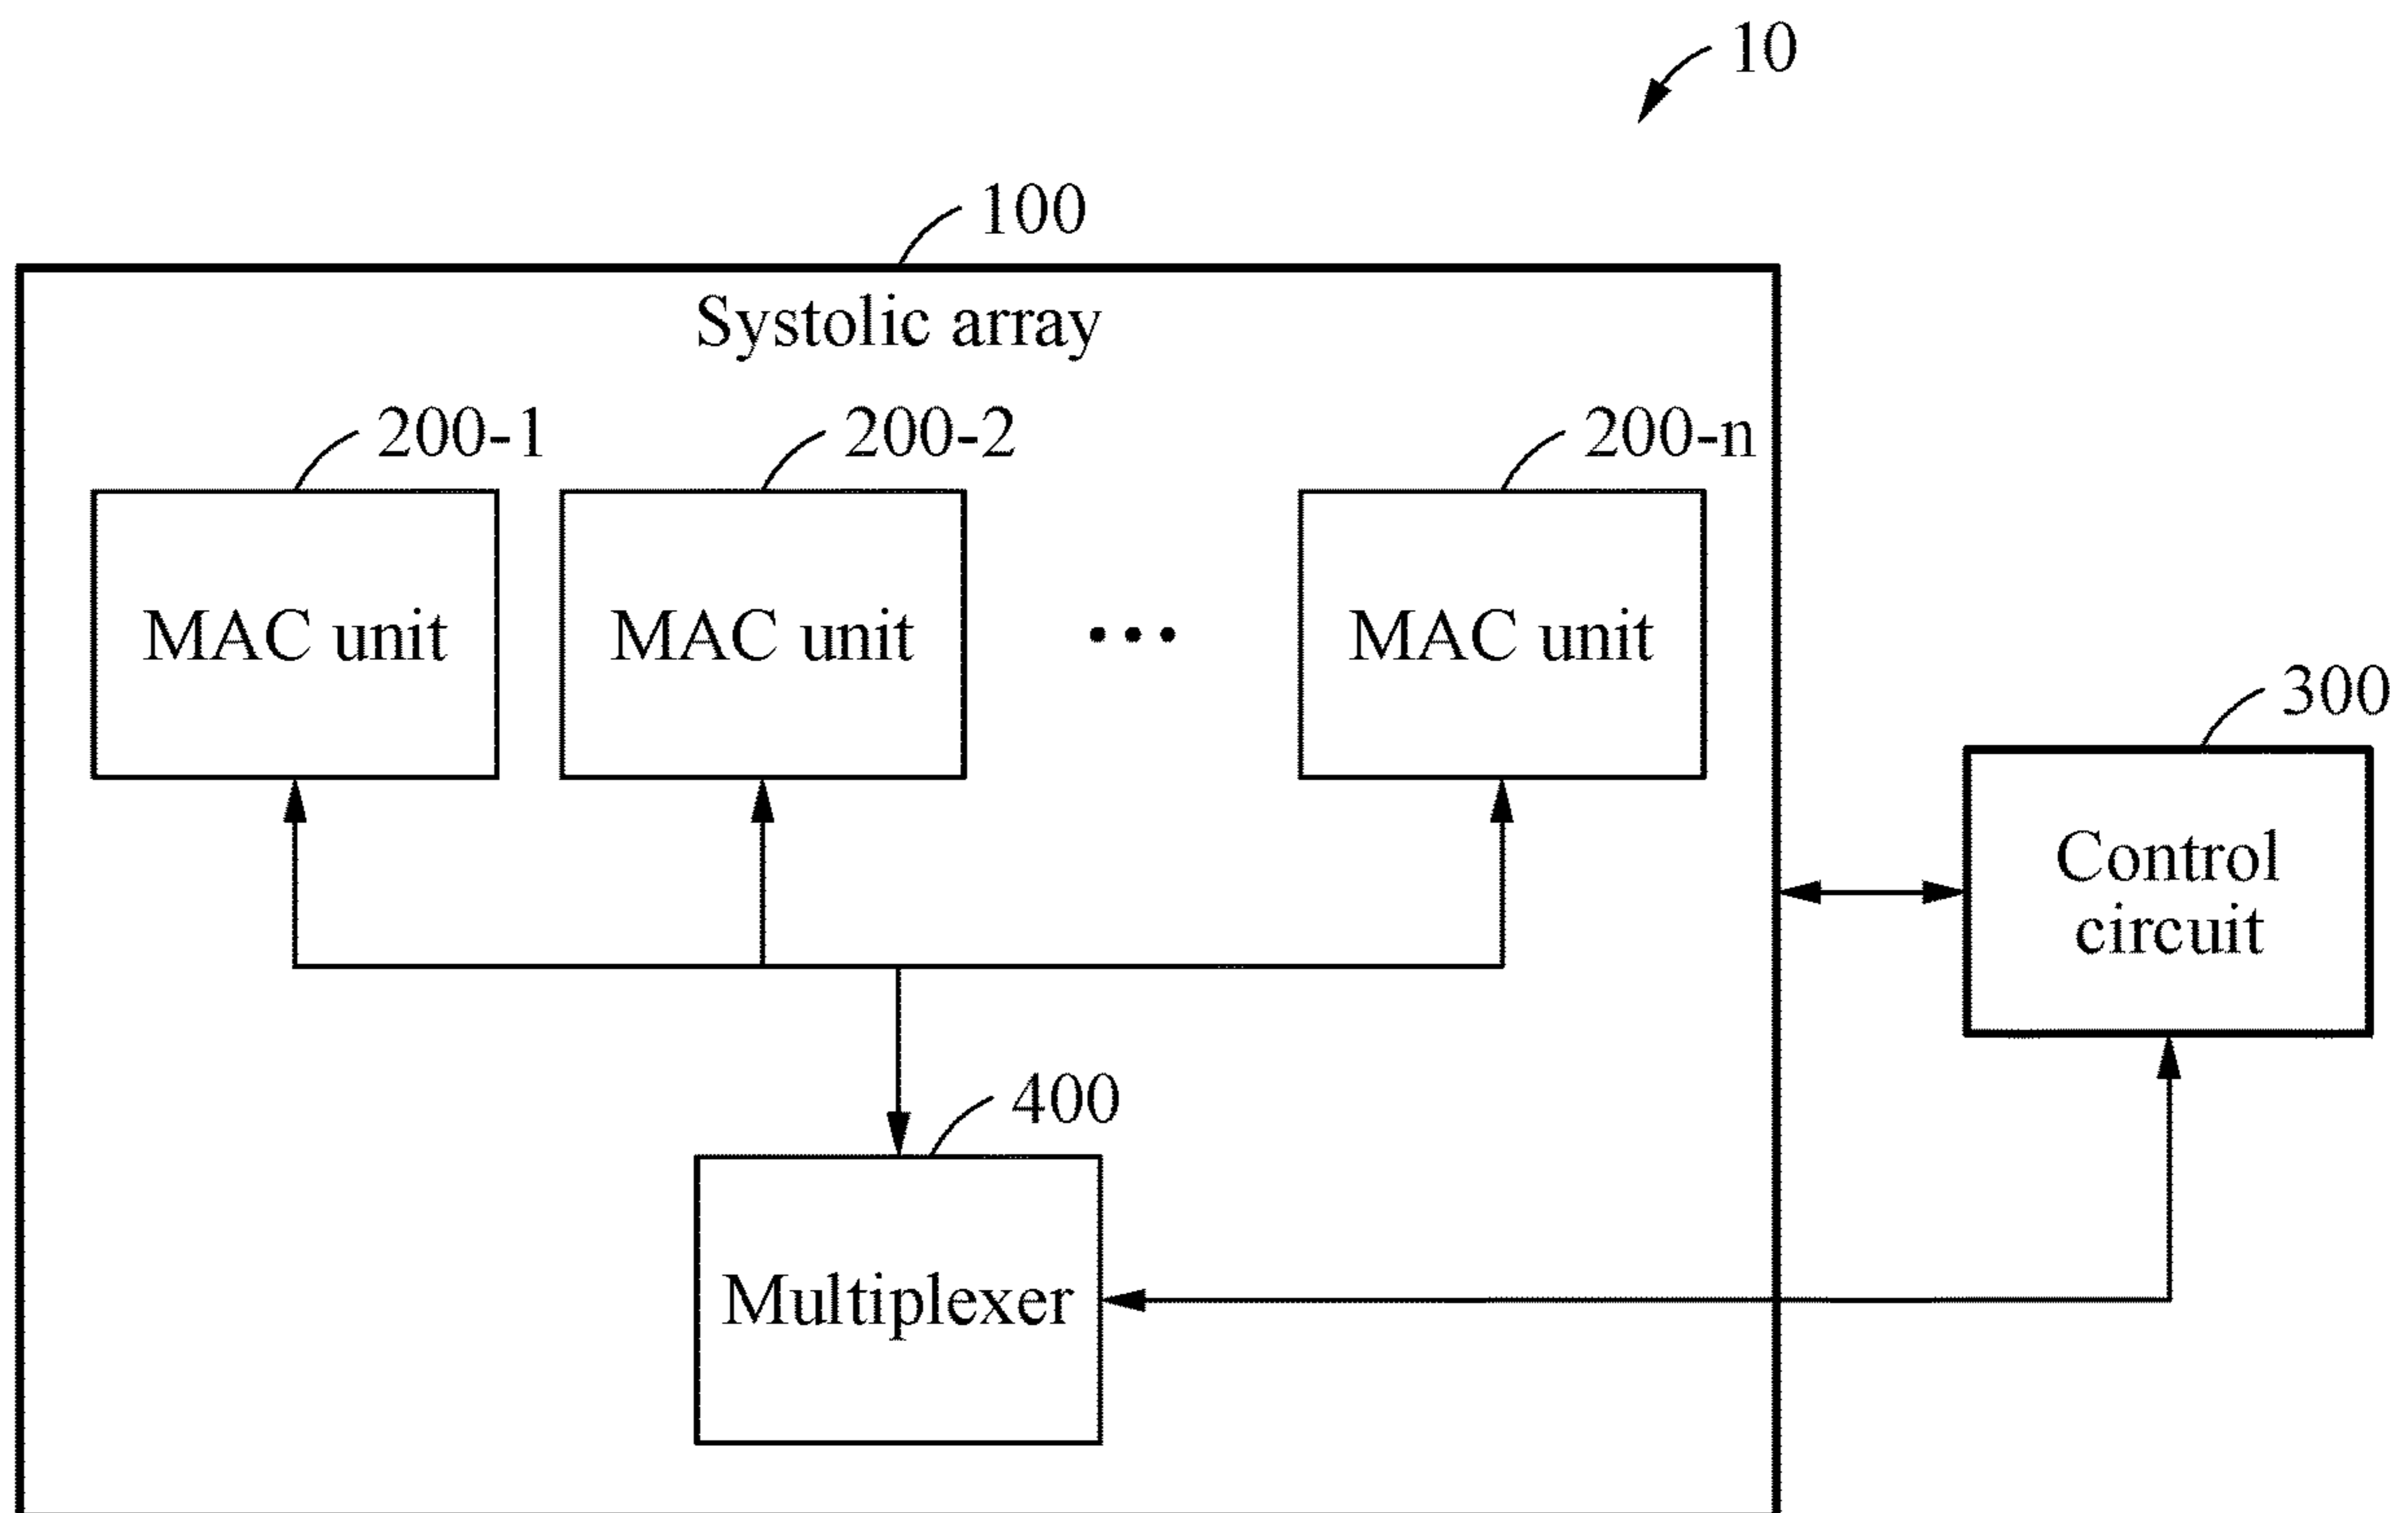 10
100
Systolic array
200-1
200-2
200-n
MAC unit
MAC unit
•••
MAC unit
300
Control
circuit
400
Multiplexer